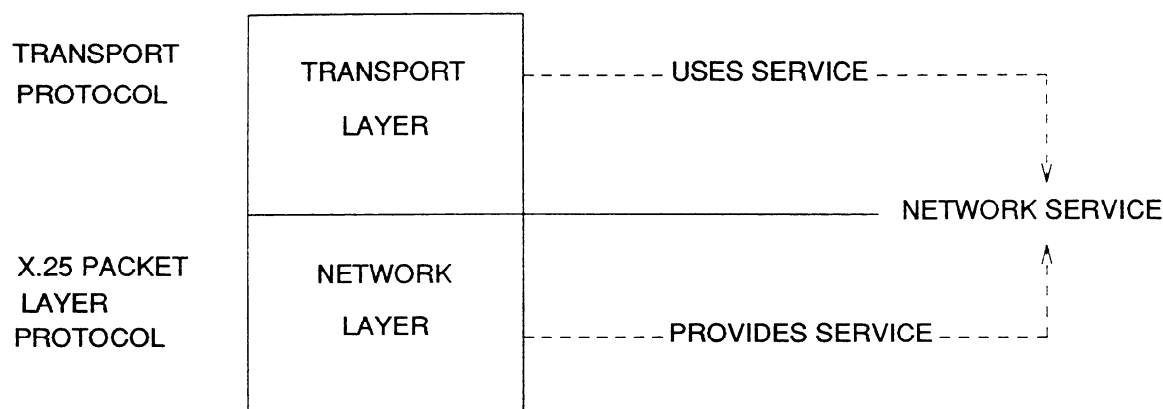 TRANSPORT
PROTOCOL
TRANSPORT
LAYER
USES SERVICE
NETWORK SERVICE
X.25 PACKET
LAYER
PROTOCOL
NETWORK
LAYER
PROVIDES SERVICE